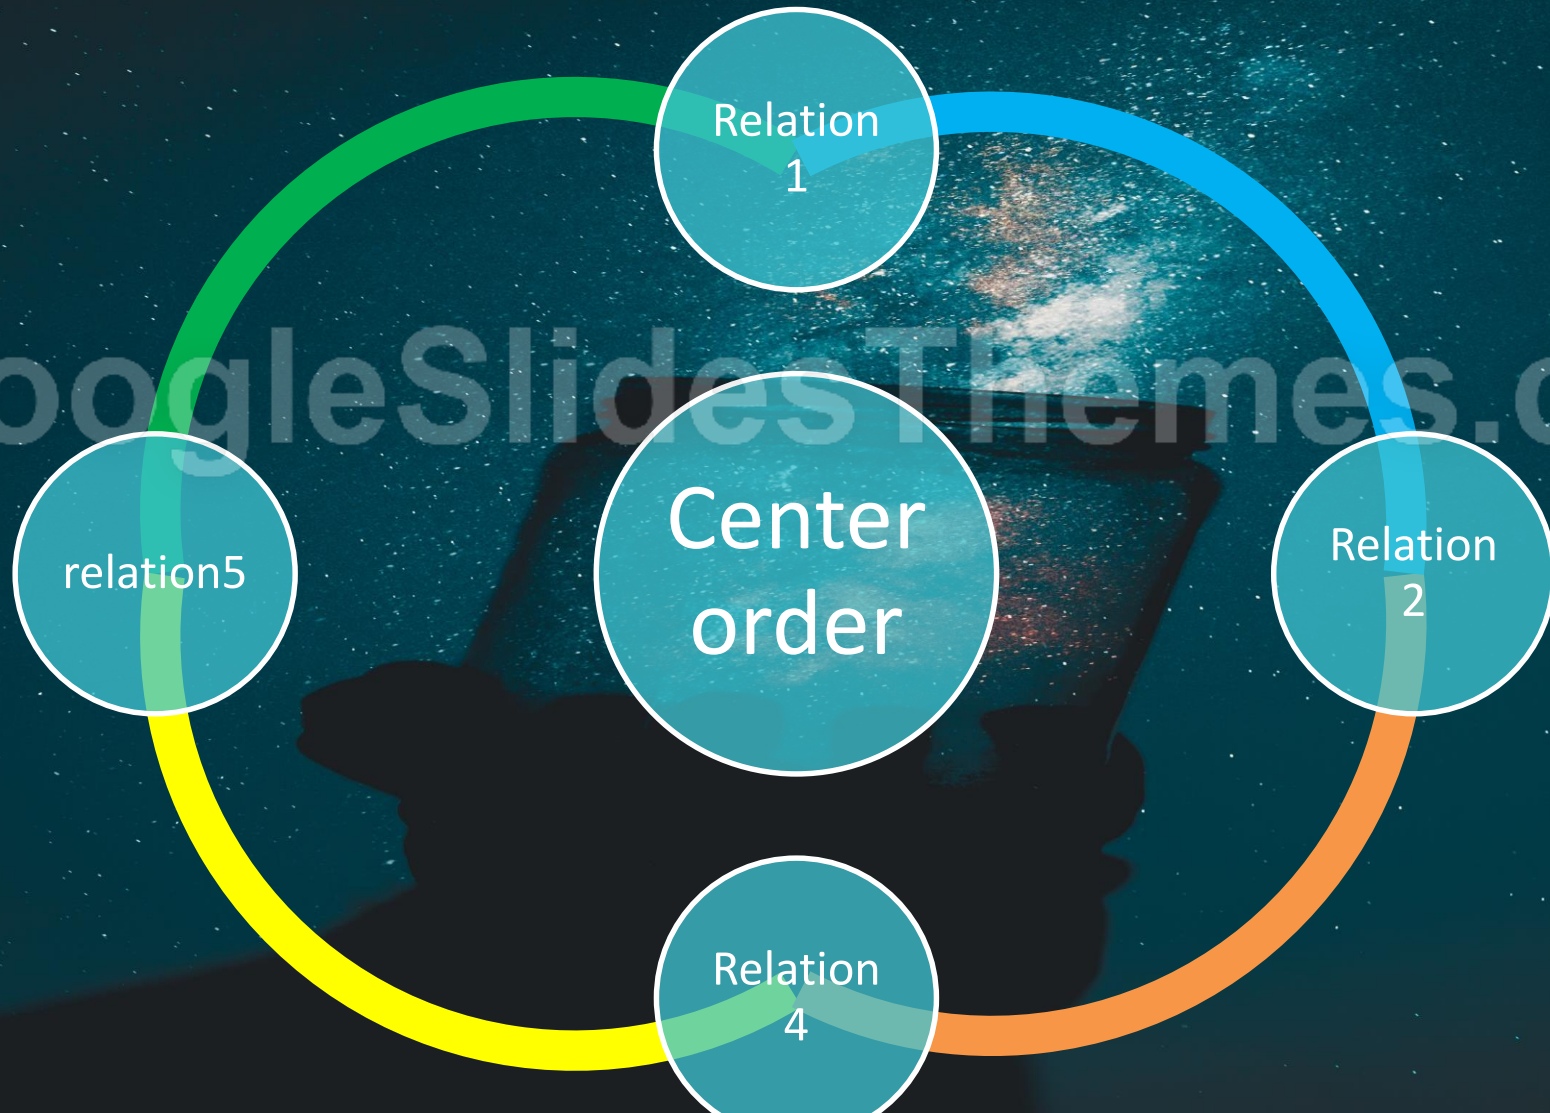 Relation
1
oogleSlidesThemes.c
Center
order
relation5
Relation
2
Relation
4